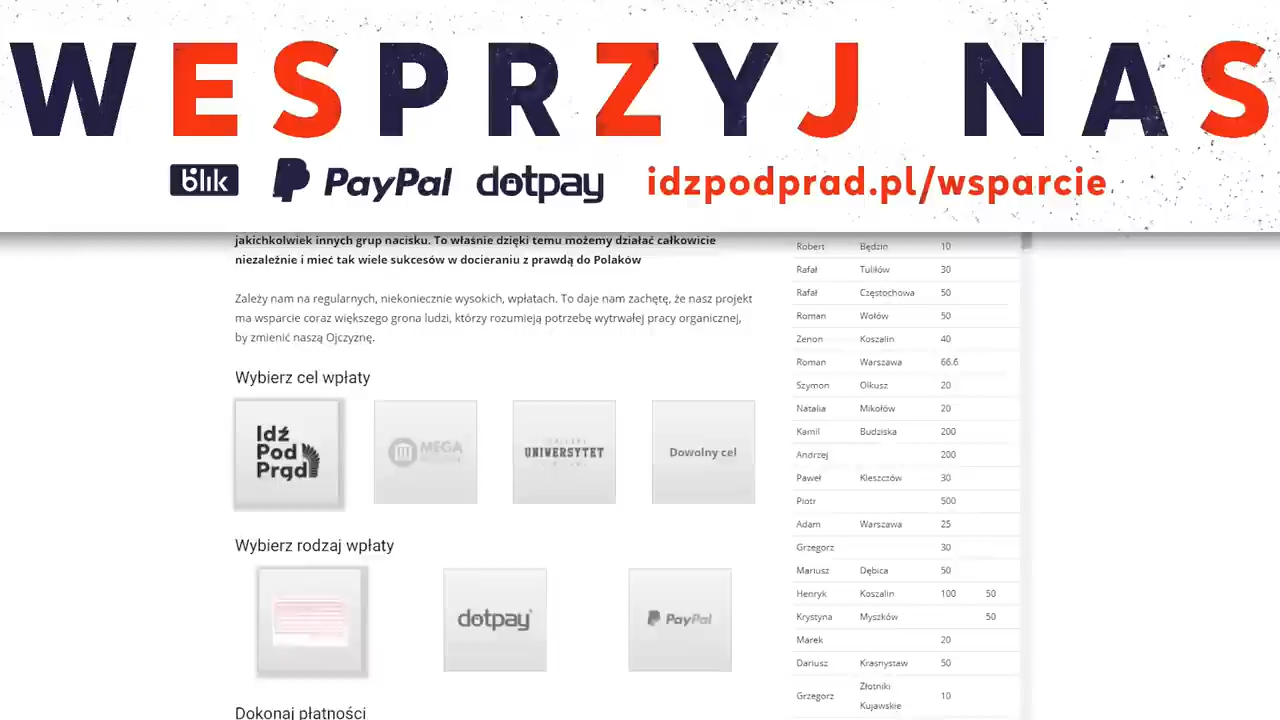 WESPRZYJ NAS
blik PayPal dotpay idzpodprad.pl/wsparcie
jakichkolwiek innych grup nacisku. To właśnie dzięki temu możemy działać całkowicie
niezależnie i mieć tak wiele sukcesów w docieraniu z prawdą do Polaków
Zależy nam na regularnych, niekoniecznie wysokich, wpłatach. To daje nam zachętę, że nasz projekt
ma wsparcie coraz większego grona ludzi, którzy rozumieją potrzebę wytrwałej pracy organicznej,
by zmienić naszą Ojczyznę.
Wybierz cel wpłaty
Idź
Pod
Prąd
MEGA
UNIWERSYTET
Dowolny cel
Wybierz rodzaj wpłaty
dotpay
PayPal
Dokonaj płatności
Robert Będzin 10
Rafał Tuliłów 30
Rafał Częstochowa 50
Roman Wołów 50
Zenon Koszalin 40
Roman Warszawa 66.6
Szymon Olkusz 20
Natalia Mikołów 20
Kamil Budziska 200
Andrzej 200
Paweł Kleszczów 30
Piotr 500
Adam Warszawa 25
Grzegorz 30
Mariusz Dębica 50
Henryk Koszalin 100 50
Krystyna Myszków 50
Marek 20
Dariusz Krasnystaw 50
Grzegorz Złotniki Kujawskie 10